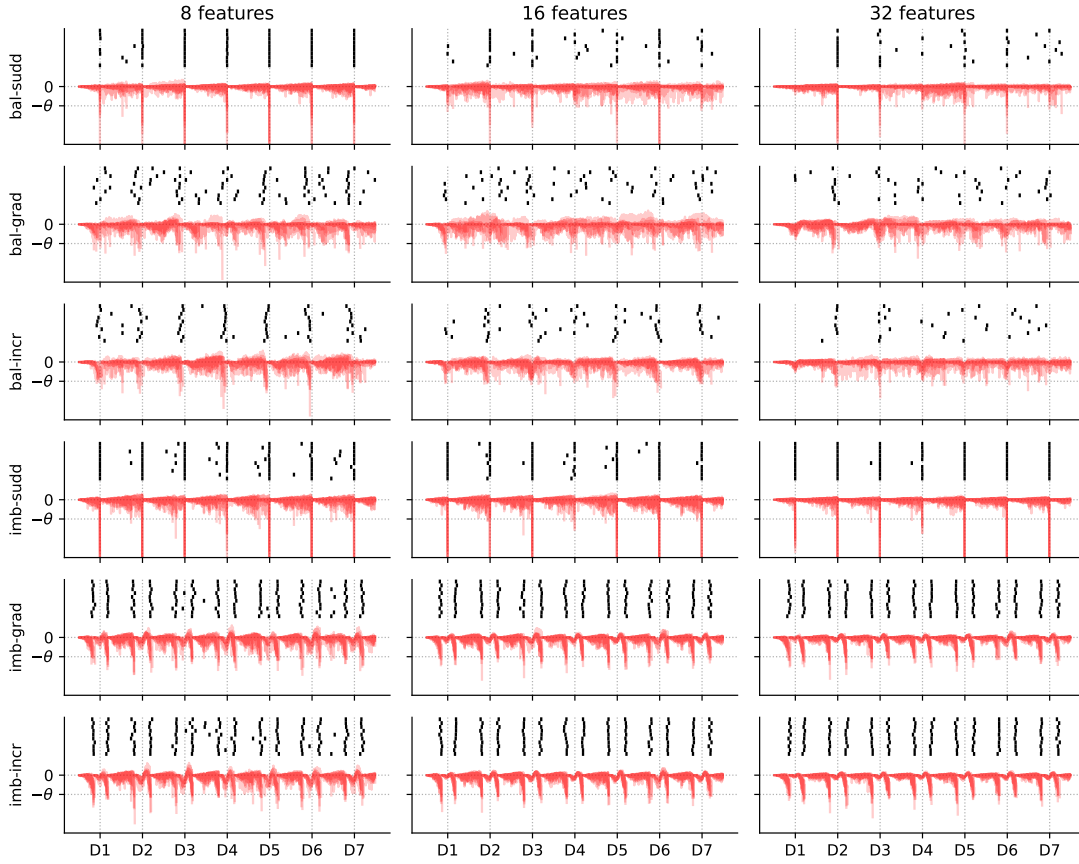 8 features 16 features 32 features
bal-sudd
0
−θ
bal-grad
0
−θ
bal-incr
0
−θ
imb-sudd
0
−θ
imb-grad
0
−θ
imb-incr
0
−θ
D1 D2 D3 D4 D5 D6 D7 D1 D2 D3 D4 D5 D6 D7 D1 D2 D3 D4 D5 D6 D7